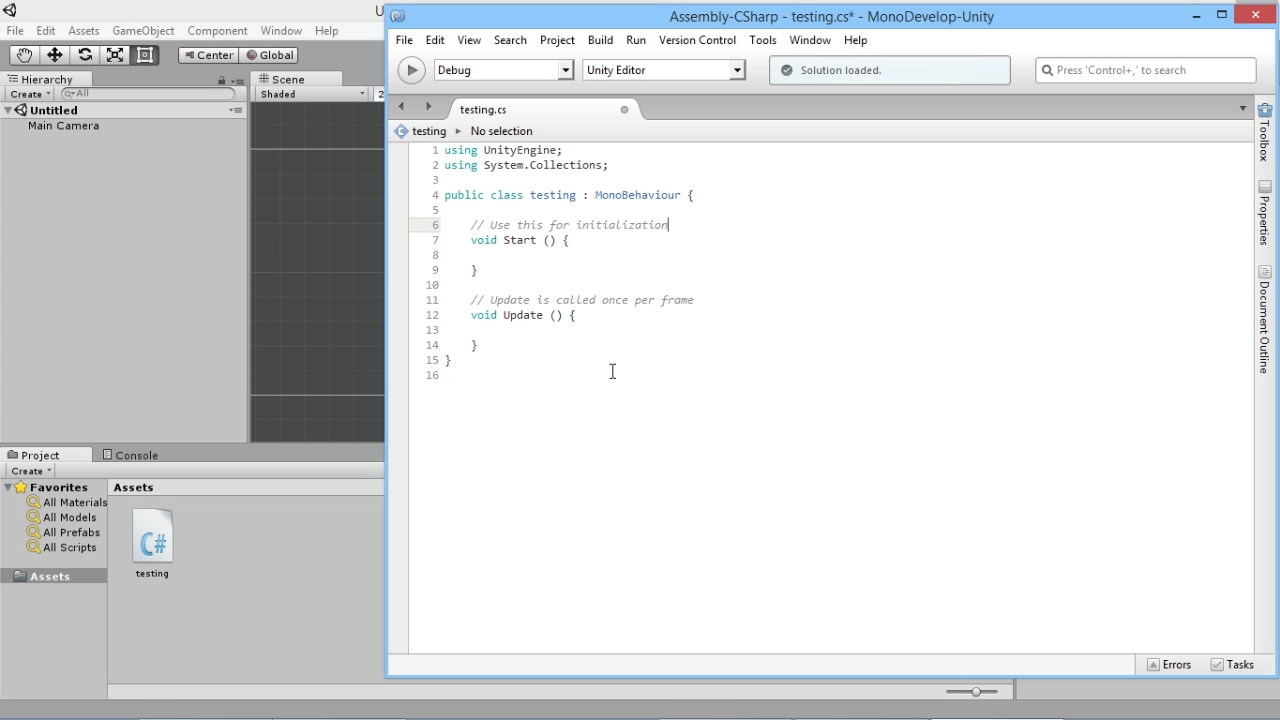 U
File Edit Assets GameObject Component Window Help
Center Global
Hierarchy
Create All
Untitled
Main Camera
Scene
Shaded 2
Project Console
Create
Favorites
All Materials
All Models
All Prefabs
All Scripts
Assets
Assets
C#
testing
Assembly-CSharp - testing.cs* - MonoDevelop-Unity
File Edit View Search Project Build Run Version Control Tools Window Help
Debug Unity Editor Solution loaded. Press 'Control+,' to search
testing.cs
testing No selection
1 using UnityEngine;
2 using System.Collections;
3
4 public class testing : MonoBehaviour {
5
6 // Use this for initialization
7 void Start () {
8
9 }
10
11 // Update is called once per frame
12 void Update () {
13
14 }
15 }
16
Toolbox
Properties
Document Outline
Errors Tasks